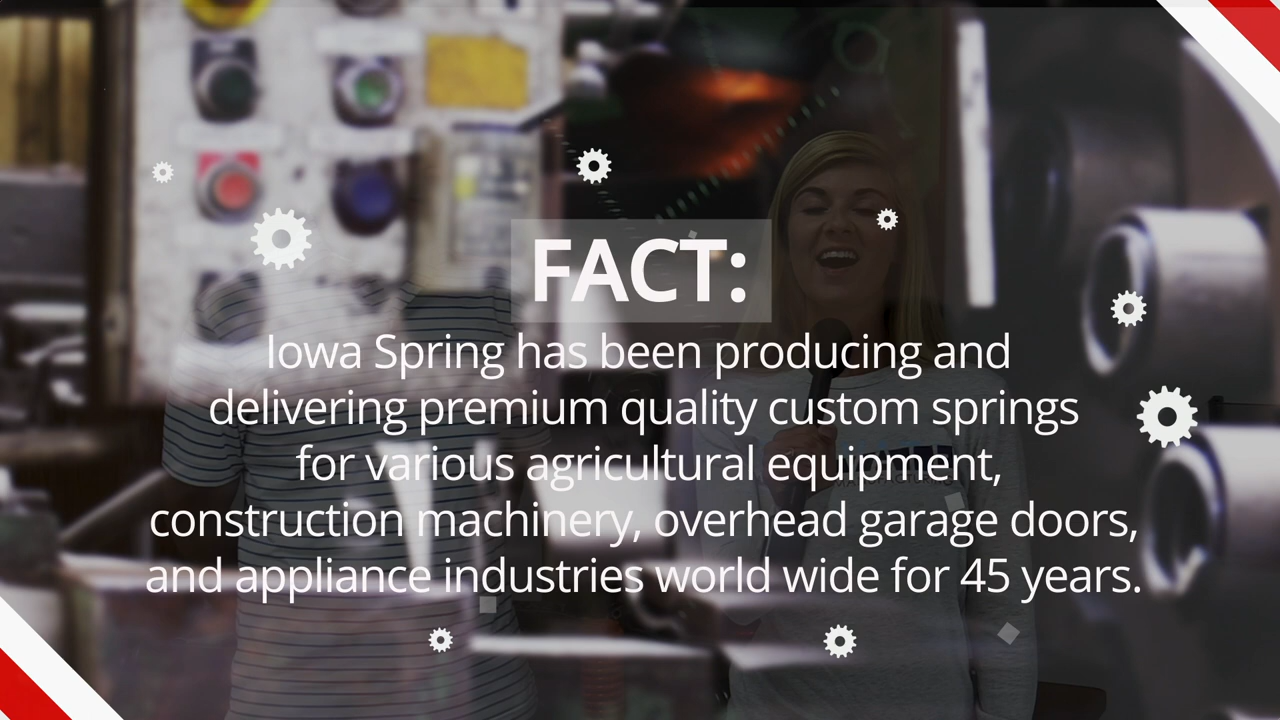 FACT:
Iowa Spring has been producing and
delivering premium quality custom springs
for various agricultural equipment,
construction machinery, overhead garage doors,
and appliance industries world wide for 45 years.